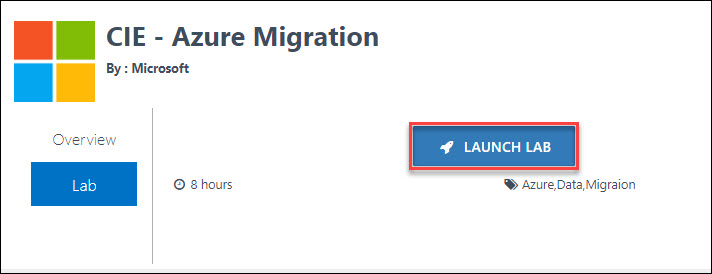 CIE - Azure Migration
By : Microsoft
Overview
LAUNCH LAB
Lab
8 hours
Azure,Data,Migraion